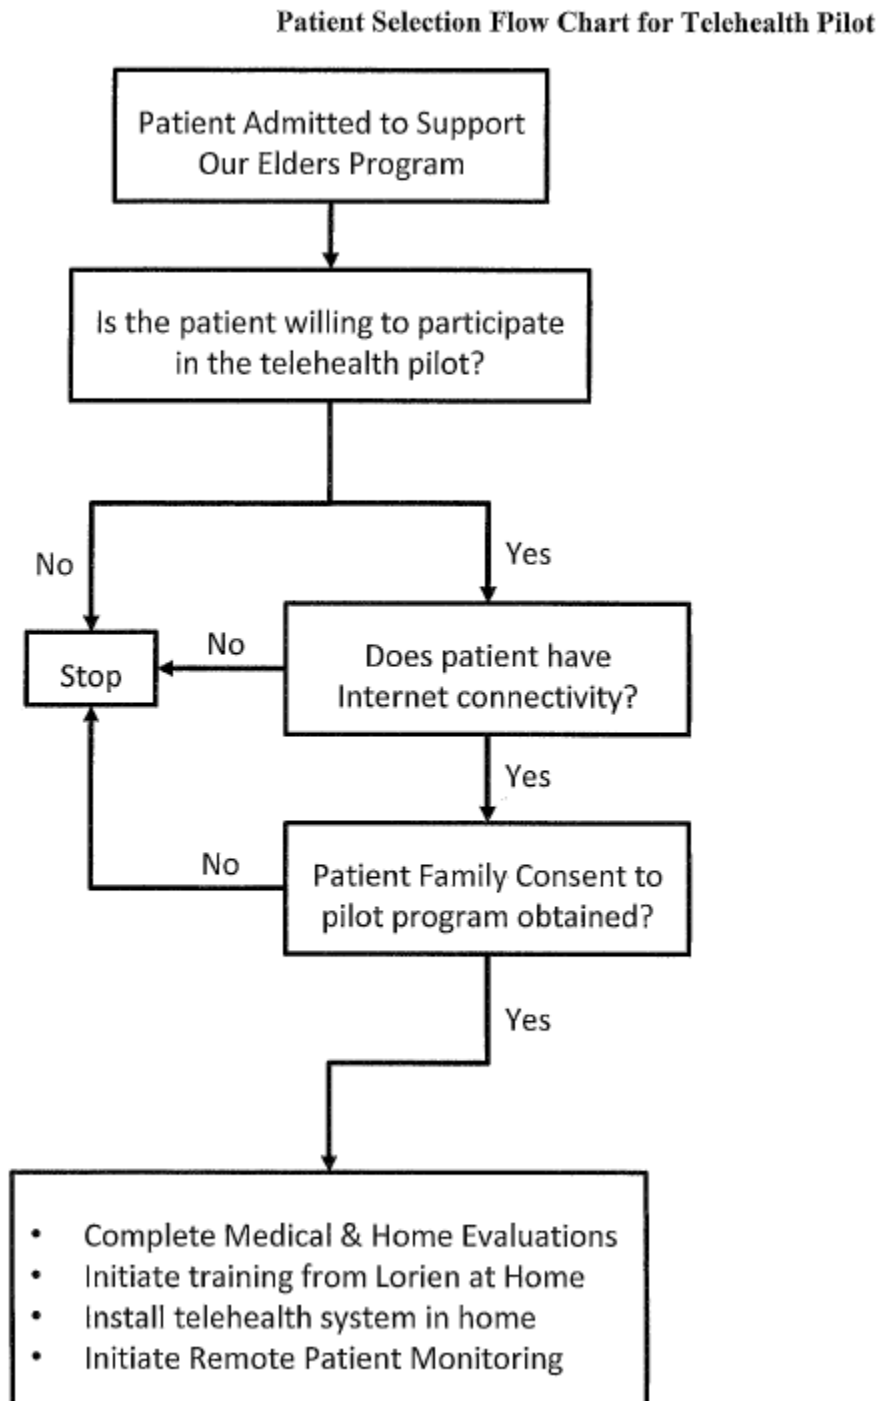 Patient Selection Flow Chart for Telehealth Pilot
Patient Admitted to Support
Our Elders Program
Is the patient willing to participate
in the telehealth pilot?
No
Yes
Does patient have
Internet connectivity?
No
Stop
Yes
Patient Family Consent to
pilot program obtained?
No
Yes
• Complete Medical & Home Evaluations
• Initiate training from Lorien at Home
• Install telehealth system in home
• Initiate Remote Patient Monitoring